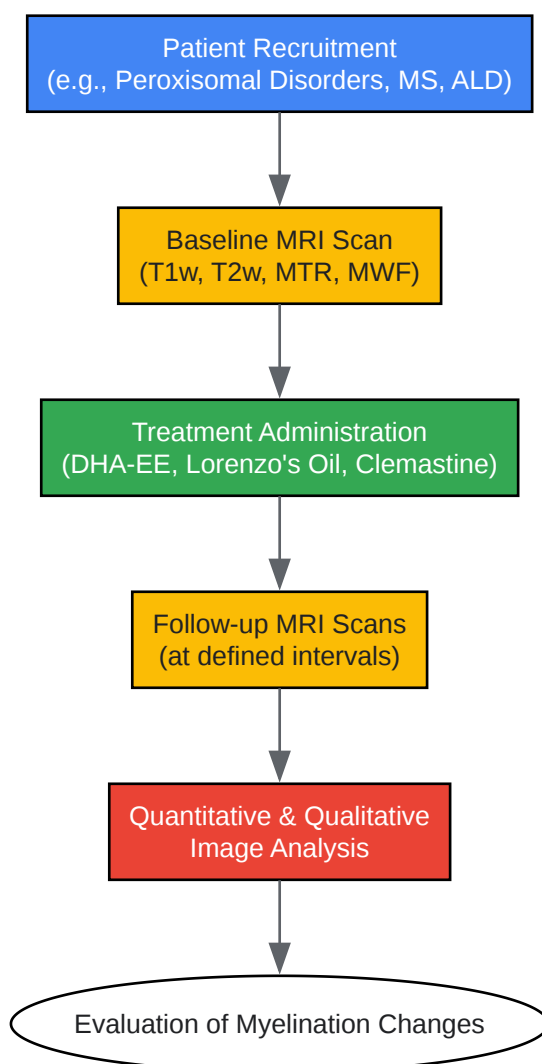 Patient Recruitment
(e.g., Peroxisomal Disorders, MS, ALD)
Baseline MRI Scan
(T1w, T2w, MTR, MWF)
Treatment Administration
(DHA-EE, Lorenzo's Oil, Clemastine)
Follow-up MRI Scans
(at defined intervals)
Quantitative & Qualitative
Image Analysis
Evaluation of Myelination Changes